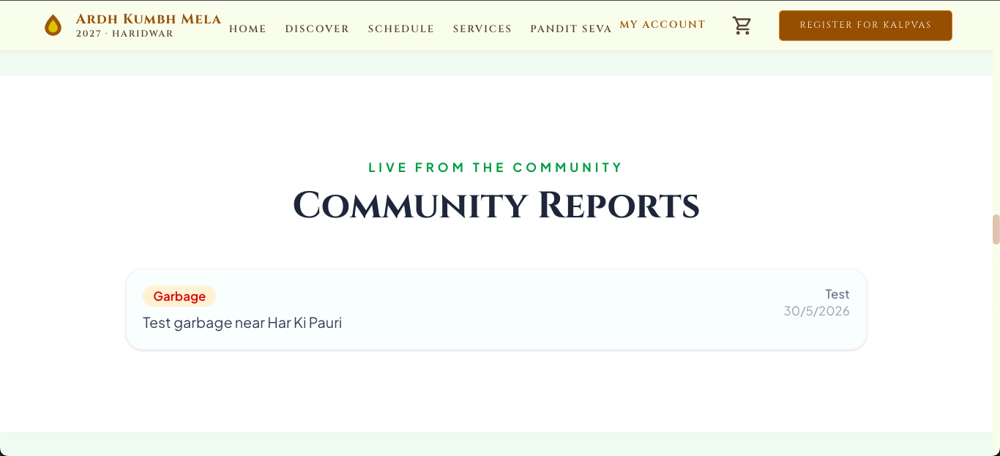 Ardh Kumbh Mela
2027 · HARIDWAR
HOME DISCOVER SCHEDULE SERVICES PANDIT SEVA MY ACCOUNT REGISTER FOR KALPVAS
LIVE FROM THE COMMUNITY
Community Reports
Garbage
Test garbage near Har Ki Pauri
Test
30/5/2026